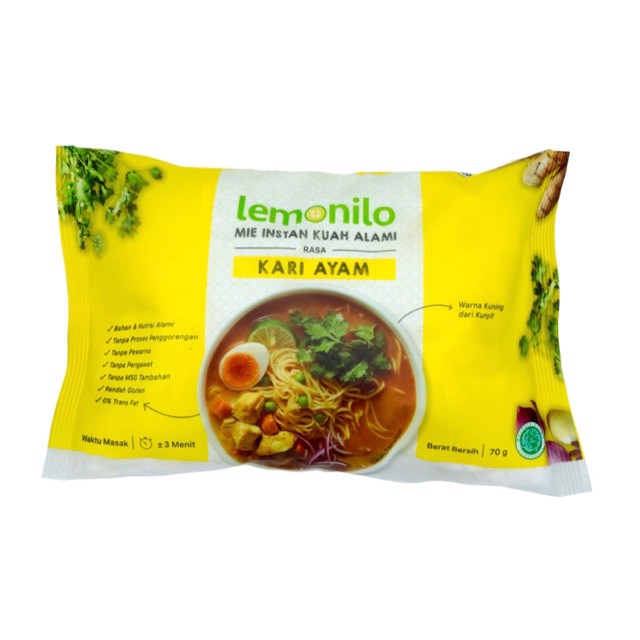 lemonilo
MIE INSTAN KUAH ALAMI
RASA
KARI AYAM
✓ Bahan & Nutrisi Alami
✓ Tanpa Proses Penggorengan
✓ Tanpa Pewarna
✓ Tanpa Pengawet
✓ Tanpa MSG Tambahan
✓ Rendah Gluten
✓ 0% Trans Fat
Warna Kuning
dari Kunyit
Waktu Masak | ± 3 Menit
Berat Bersih | 70 g